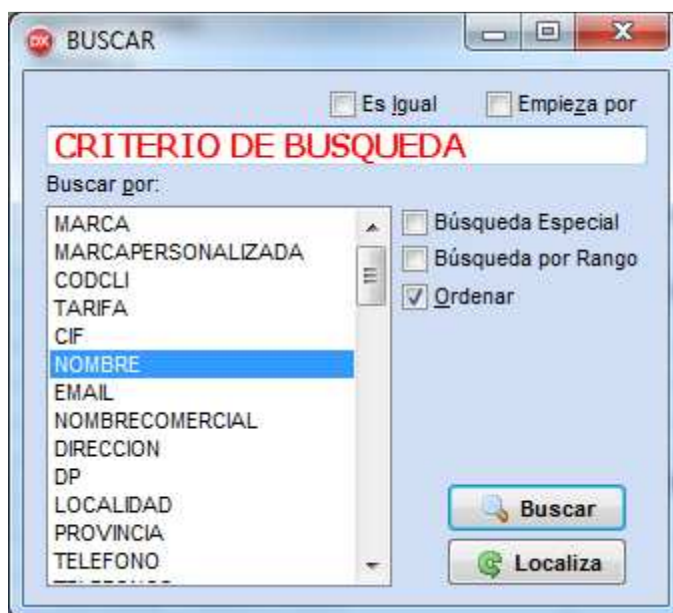 DX BUSCAR
Es Igual Empieza por
CRITERIO DE BUSQUEDA
Buscar por:
MARCA
MARCAPERSONALIZADA
CODCLI
TARIFA
CIF
NOMBRE
EMAIL
NOMBRECOMERCIAL
DIRECCION
DP
LOCALIDAD
PROVINCIA
TELEFONO
Búsqueda Especial
Búsqueda por Rango
Ordenar
Buscar
Localiza